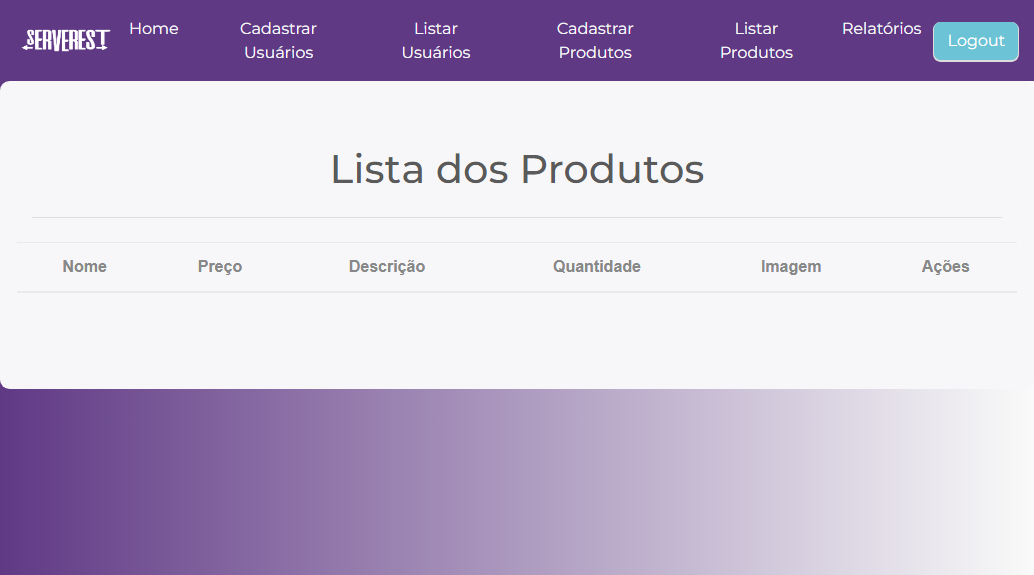 SERVEREST
Home
Cadastrar
Usuários
Listar
Usuários
Cadastrar
Produtos
Listar
Produtos
Relatórios
Logout
Lista dos Produtos
Nome Preço Descrição Quantidade Imagem Ações